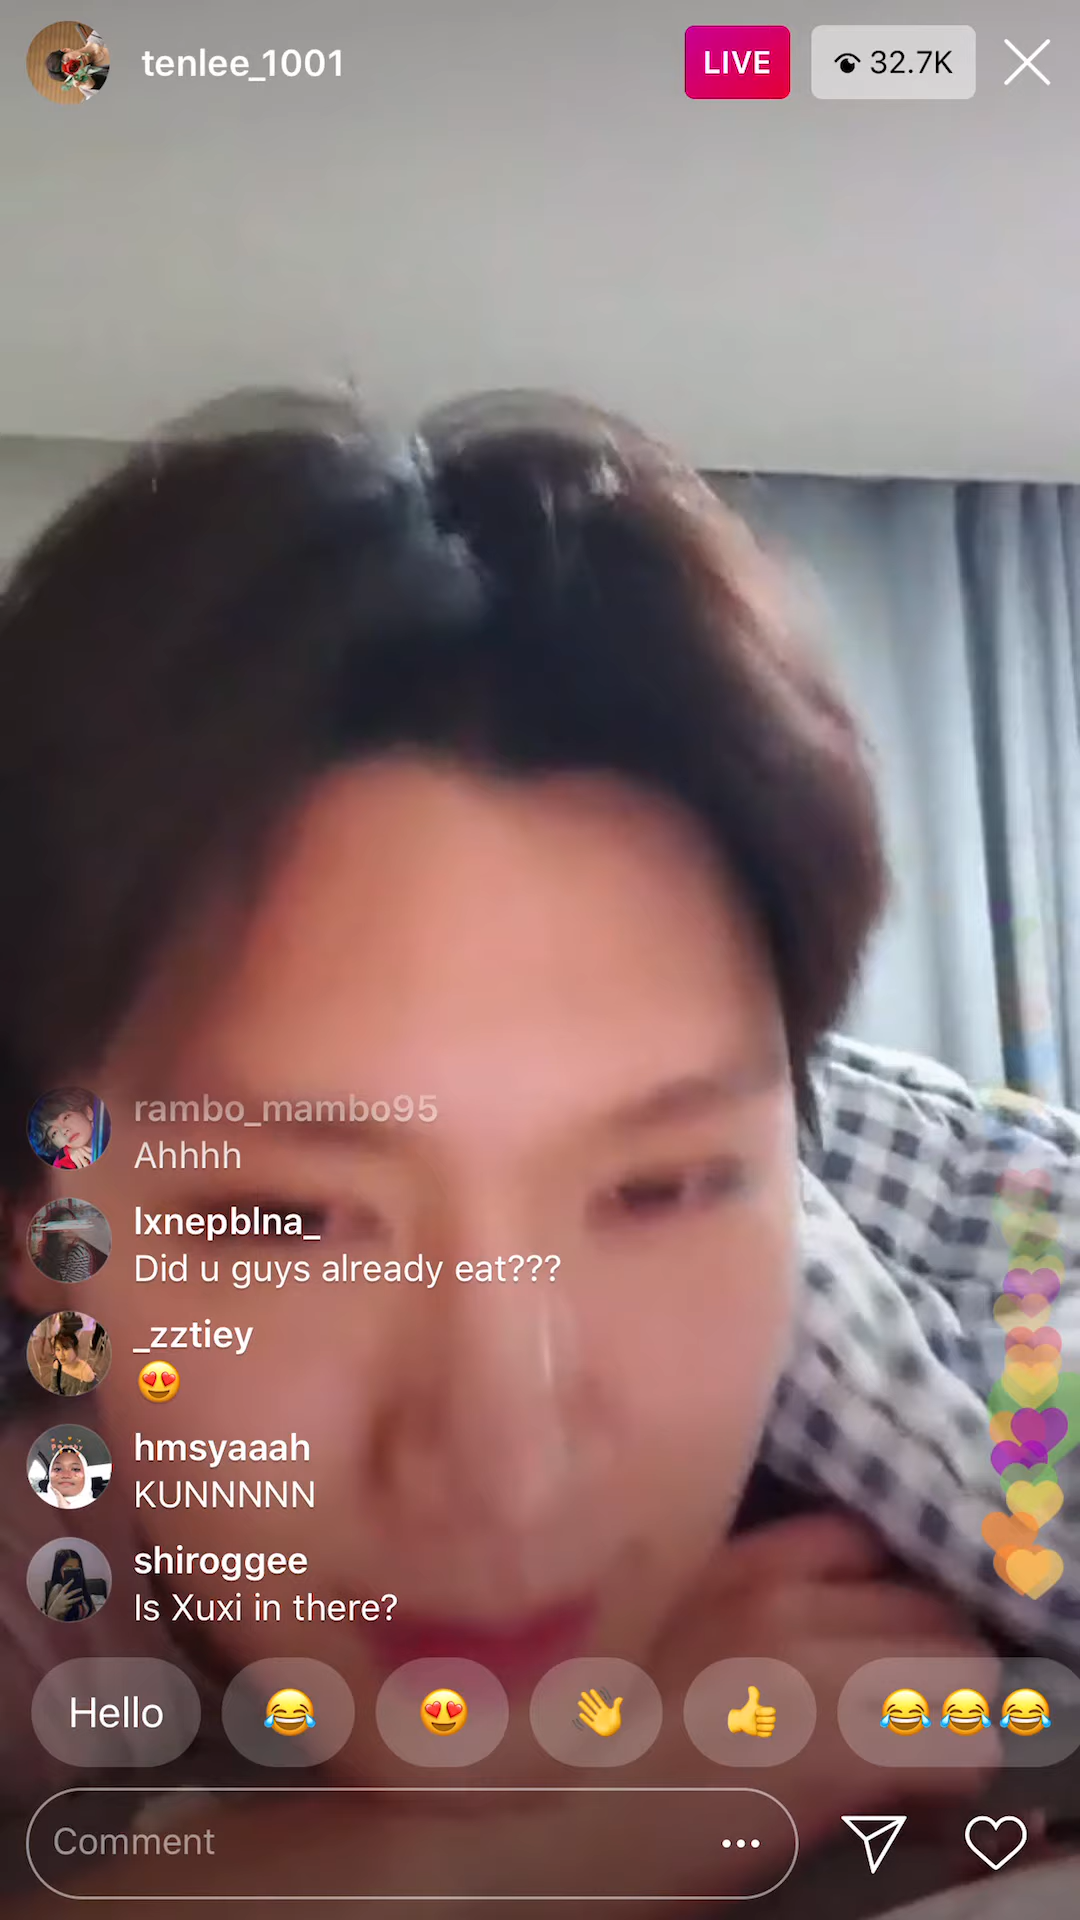 tenlee_1001
LIVE
32.7K
rambo_mambo95
Ahhhh
lxnepblna_
Did u guys already eat???
_zztiey
😍
hmsyaaah
KUNNNNN
shiroggee
Is Xuxi in there?
Hello 😂 😍 👋 👍 😂😂😂
Comment